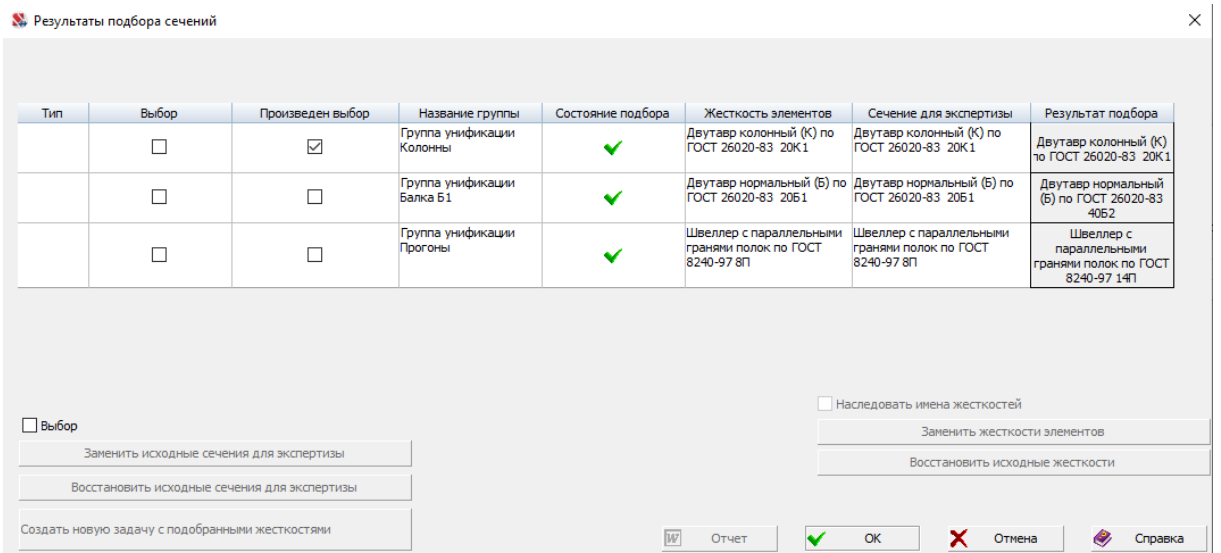 Результаты подбора сечений
Тип
Выбор
Произведен выбор
Название группы
Состояние подбора
Жесткость элементов
Сечение для экспертизы
Результат подбора
Группа унификации
Колонны
Двутавр колонный (К) по
ГОСТ 26020-83 20К1
Двутавр колонный (К) по
ГОСТ 26020-83 20К1
Двутавр колонный (К)
по ГОСТ 26020-83 20К1
Группа унификации
Балка Б1
Двутавр нормальный (Б) по
ГОСТ 26020-83 20Б1
Двутавр нормальный (Б) по
ГОСТ 26020-83 20Б1
Двутавр нормальный
(Б) по ГОСТ 26020-83
40Б2
Группа унификации
Прогоны
Швеллер с параллельными
гранями полок по ГОСТ
8240-97 8П
Швеллер с параллельными
гранями полок по ГОСТ
8240-97 8П
Швеллер с
параллельными
гранями полок по ГОСТ
8240-97 14П
Выбор
Заменить исходные сечения для экспертизы
Восстановить исходные сечения для экспертизы
Создать новую задачу с подобранными жесткостями
Наследовать имена жесткостей
Заменить жесткости элементов
Восстановить исходные жесткости
W Отчет
OK
Отмена
Справка